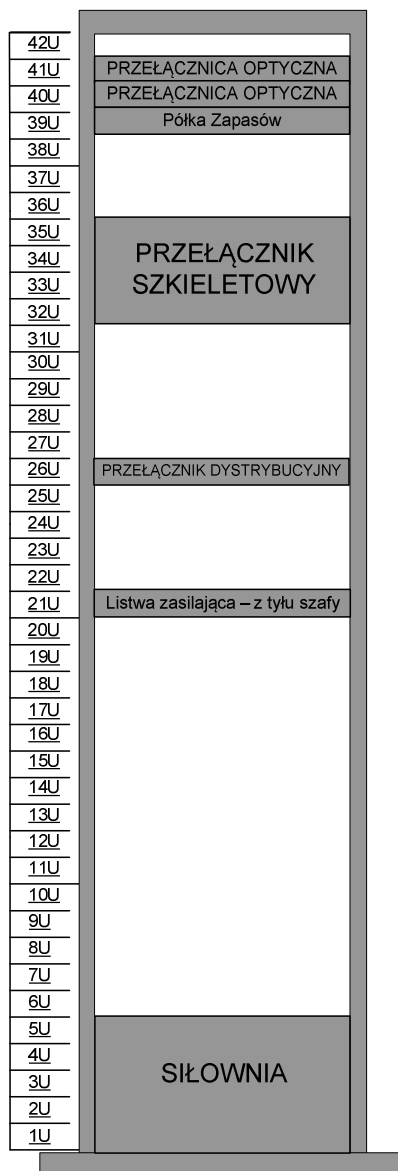 42U
41U PRZEŁĄCZNICA OPTYCZNA
40U PRZEŁĄCZNICA OPTYCZNA
39U Półka Zapasów
38U
37U
36U
35U
PRZEŁĄCZNIK
34U
33U
SZKIELETOWY
32U
31U
30U
29U
28U
27U
26U PRZEŁĄCZNIK DYSTRYBUCYJNY
25U
24U
23U
22U
21U Listwa zasilająca – z tyłu szafy
20U
19U
18U
17U
16U
15U
14U
13U
12U
11U
10U
9U
8U
7U
6U
5U
4U
3U SIŁOWNIA
2U
1U